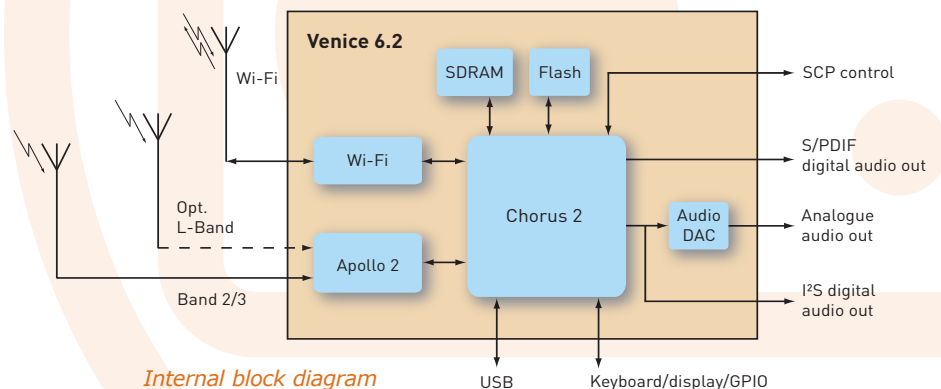 Venice 6.2
SDRAM
Flash
SCP control
Wi-Fi
Wi-Fi
S/PDIF
digital audio out
Chorus 2
Opt.
L-Band
Audio
DAC
Analogue
audio out
Apollo 2
Band 2/3
I²S digital
audio out
Internal block diagram
USB
Keyboard/display/GPIO